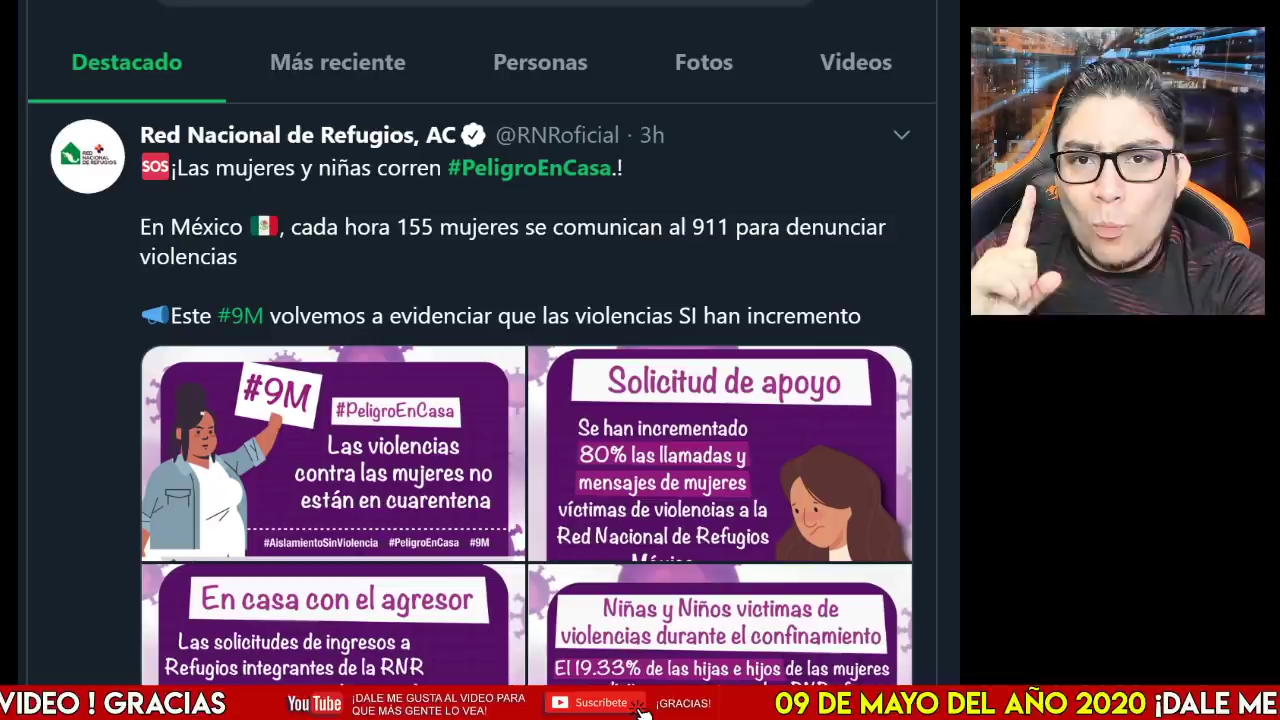 Destacado Más reciente Personas Fotos Videos
Red Nacional de Refugios, AC @RNRoficial · 3h
SOS ¡Las mujeres y niñas corren #PeligroEnCasa.!
En México , cada hora 155 mujeres se comunican al 911 para denunciar
violencias
Este #9M volvemos a evidenciar que las violencias SI han incremento
RED
NACIONAL
DE REFUGIOS
#9M
#PeligroEnCasa
Las violencias
contra las mujeres no
están en cuarentena
#AislamientoSinViolencia #PeligroEnCasa #9M
Solicitud de apoyo
Se han incrementado
80% las llamadas y
mensajes de mujeres
víctimas de violencias a la
Red Nacional de Refugios
En casa con el agresor
Las solicitudes de ingresos a
Refugios integrantes de la RNR
Niñas y Niños victimas de
violencias durante el confinamiento
El 19.33% de las hijas e hijos de las mujeres
VIDEO ! GRACIAS
YouTube
¡DALE ME GUSTA AL VIDEO PARA
QUE MÁS GENTE LO VEA!
Suscribete
¡GRACIAS!
09 DE MAYO DEL AÑO 2020 ¡DALE ME